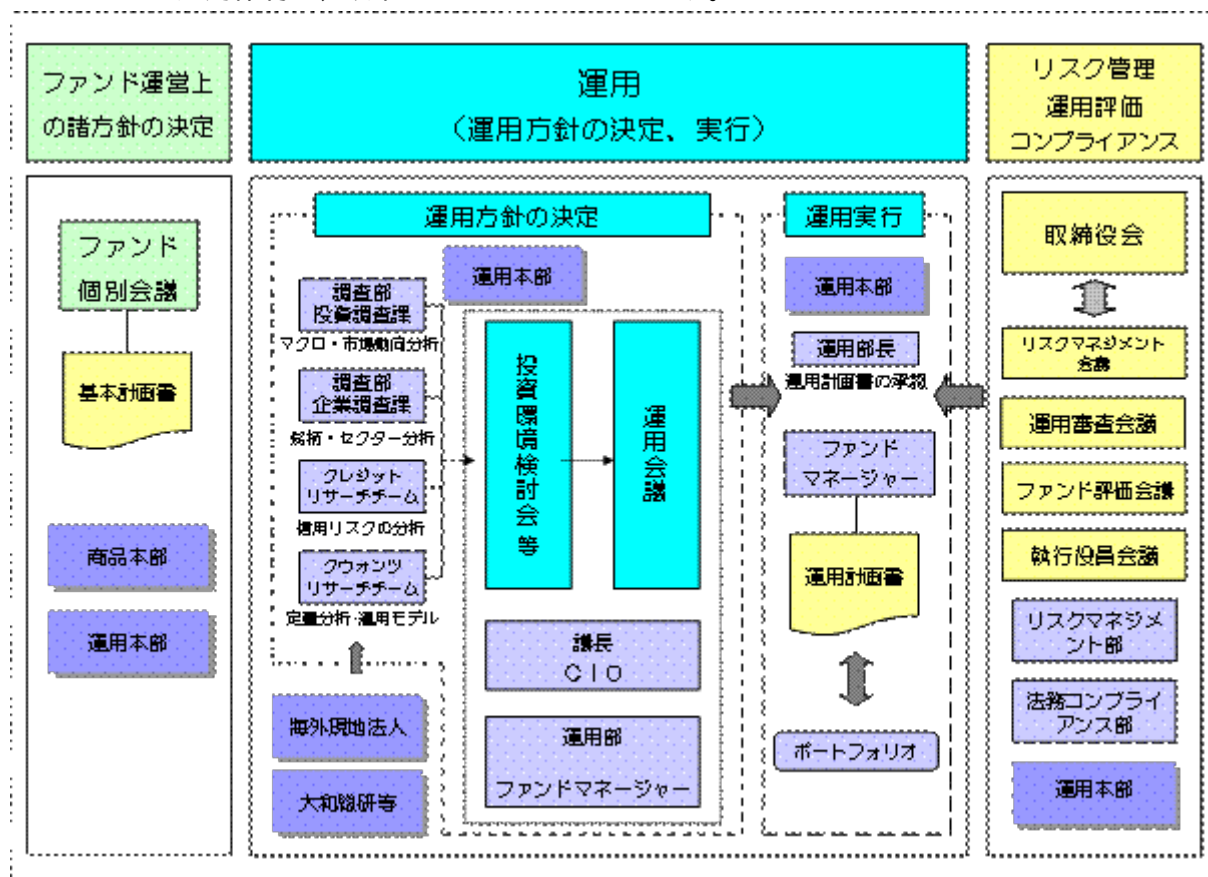 ファンド運営上
の諸方針の決定
運用
（運用方針の決定、実行）
リスク管理
運用評価
コンプライアンス
ファンド
個別会議
基本計画書
商品本部
運用本部
運用方針の決定
運用本部
調査部
投資調査課
マクロ・市場動向分析
調査部
企業調査課
銘柄・セクター分析
クレジット
リサーチチーム
信用リスクの分析
クウォンツ
リサーチチーム
定量分析・運用モデル
海外現地法人
大和総研等
投資環境検討会等
運用会議
議長
ＣＩＯ
運用部
ファンドマネージャー
運用実行
運用本部
運用部長
運用計画書の承認
ファンド
マネージャー
運用計画書
ポートフォリオ
取締役会
リスクマネジメント
会議
運用審査会議
ファンド評価会議
執行役員会議
リスクマネジメ
ント部
法務コンプライ
アンス部
運用本部